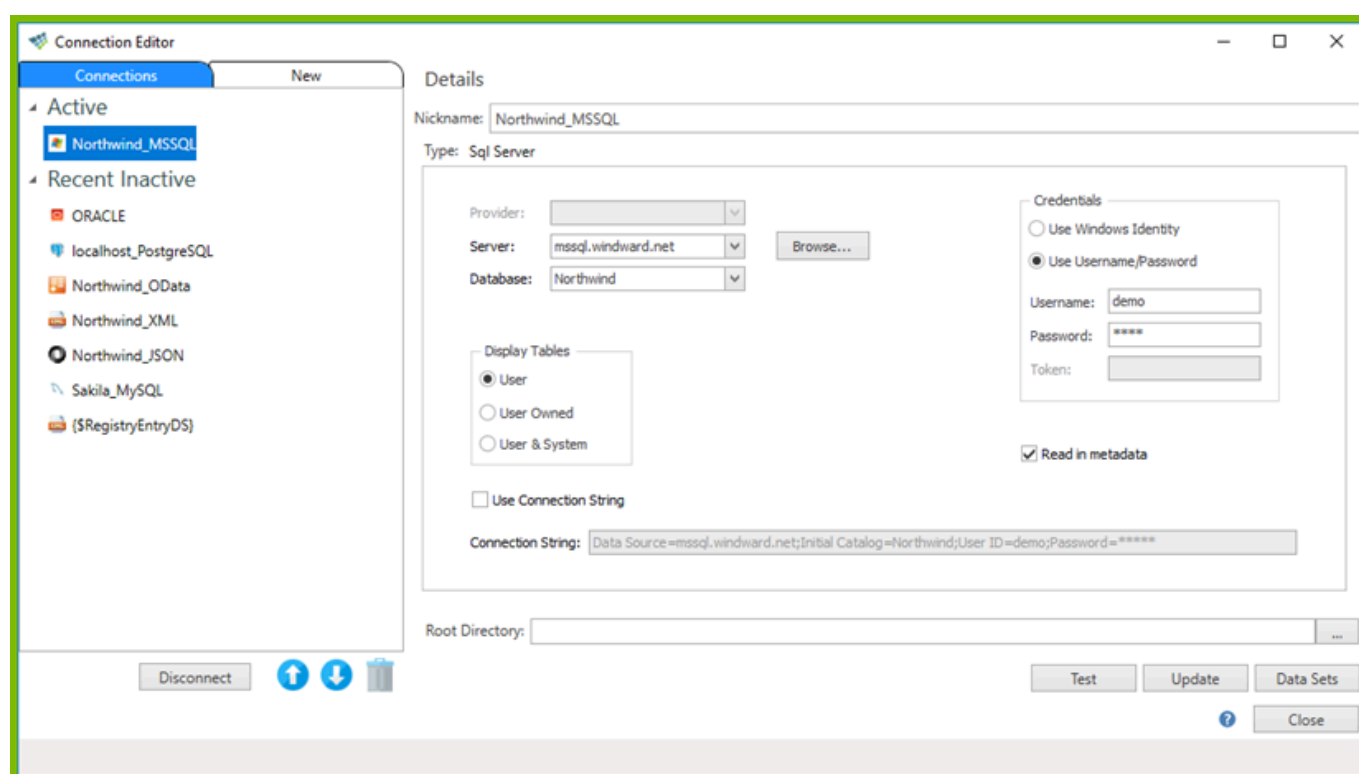 Connection Editor
Connections
New
Active
Northwind_MSSQL
Recent Inactive
ORACLE
localhost_PostgreSQL
Northwind_OData
Northwind_XML
Northwind_JSON
Sakila_MySQL
{$RegistryEntryDS}
Disconnect
Details
Nickname: Northwind_MSSQL
Type: Sql Server
Provider:
Server: mssql.windward.net Browse...
Database: Northwind
Credentials
Use Windows Identity
Use Username/Password
Username: demo
Password: ****
Token:
Display Tables
User
User Owned
User & System
Read in metadata
Use Connection String
Connection String: Data Source=mssql.windward.net;Initial Catalog=Northwind;User ID=demo;Password=*****
Root Directory: ...
Test Update Data Sets
? Close